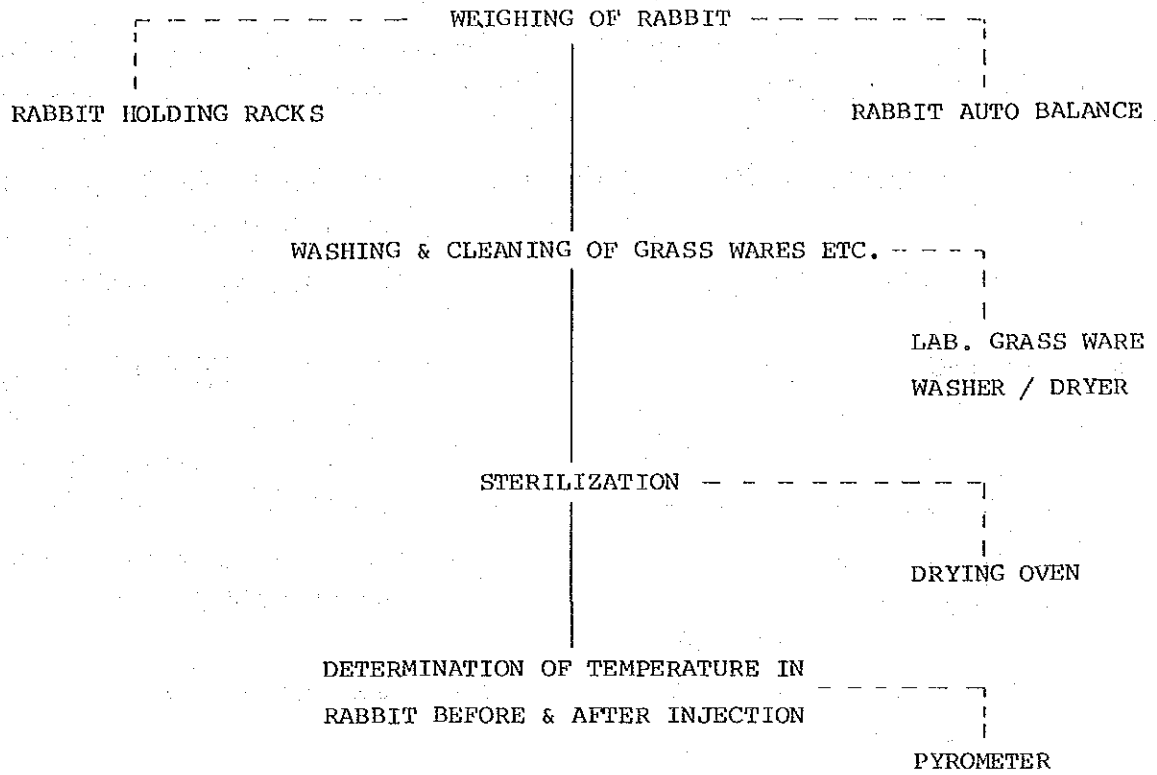 WEIGHING OF RABBIT
RABBIT HOLDING RACKS
RABBIT AUTO BALANCE
WASHING & CLEANING OF GRASS WARES ETC.
LAB. GRASS WARE
WASHER / DRYER
STERILIZATION
DRYING OVEN
DETERMINATION OF TEMPERATURE IN
RABBIT BEFORE & AFTER INJECTION
PYROMETER